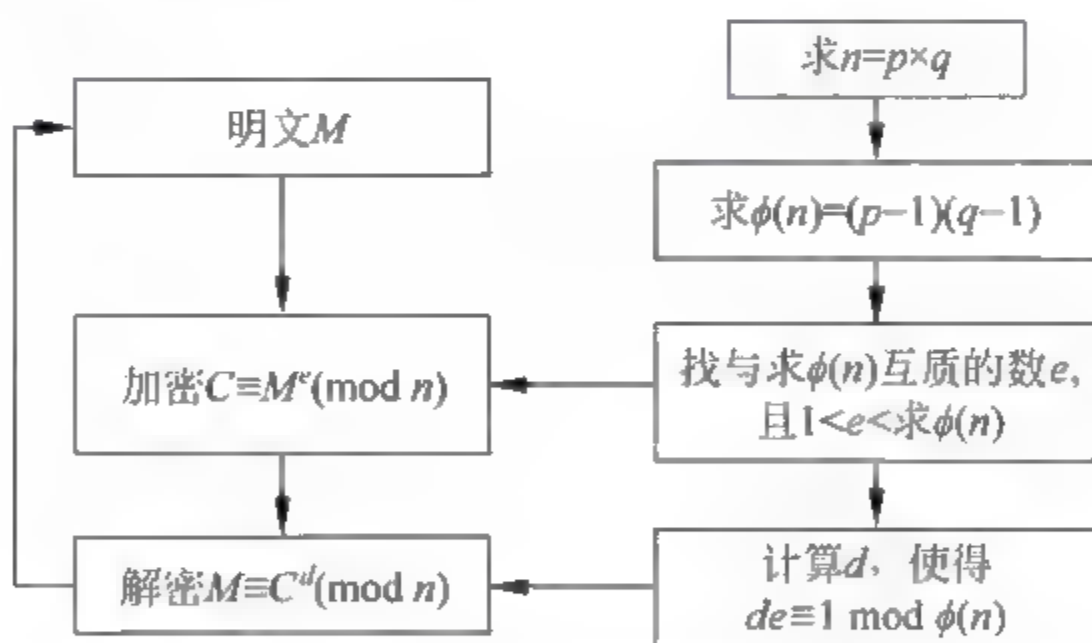 求n=p×q
明文M
求ϕ(n)=(p−1)(q−1)
加密C≡Mᵉ(mod n)
找与求ϕ(n)互质的数e,
且1<e<求ϕ(n)
解密M≡Cᵈ(mod n)
计算d，使得
de≡1 mod ϕ(n)